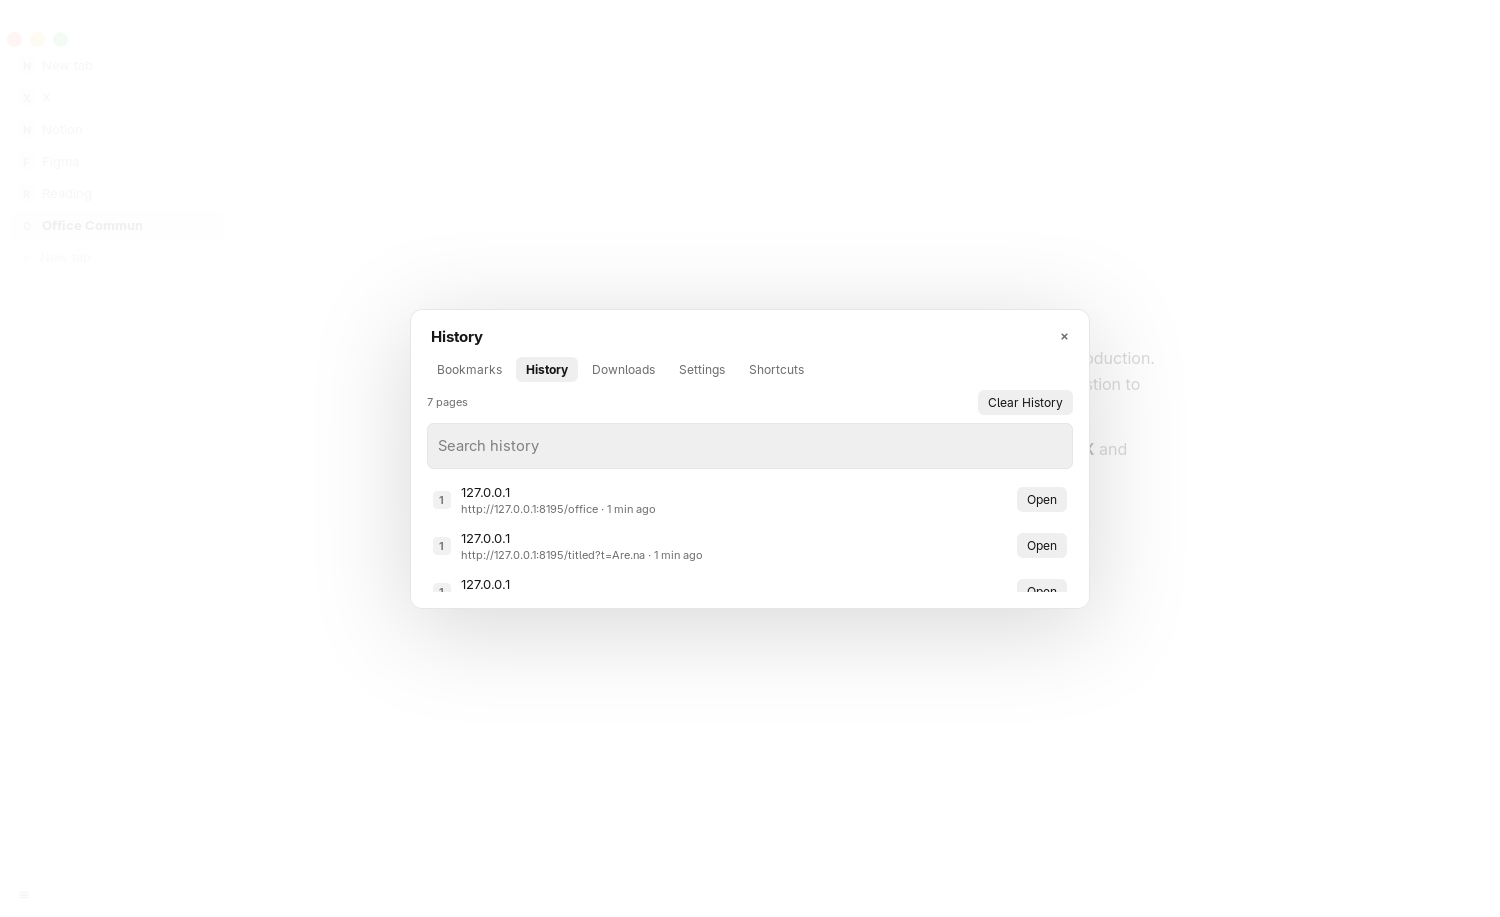 N New tab
X X
N Notion
F Figma
R Reading
O Office Commun
+ New tab
History
×
Bookmarks History Downloads Settings Shortcuts
7 pages
Clear History
Search history
1 127.0.0.1
http://127.0.0.1:8195/office · 1 min ago
Open
1 127.0.0.1
http://127.0.0.1:8195/titled?t=Are.na · 1 min ago
Open
1 127.0.0.1
Open
and